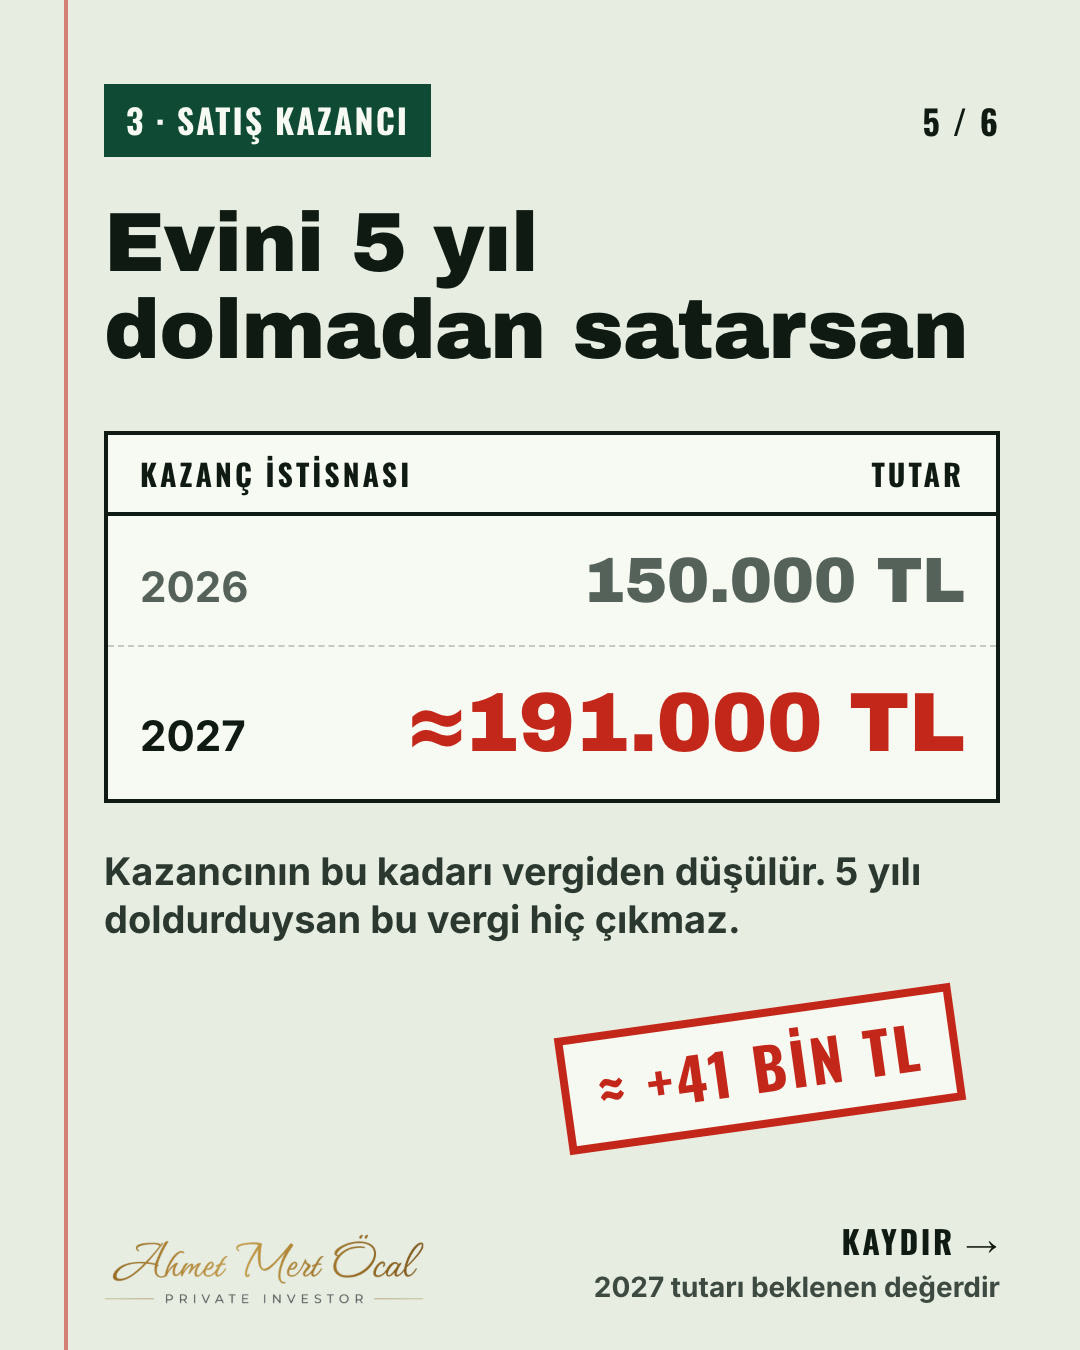 3 · SATIŞ KAZANCI
5 / 6
Evini 5 yıl
dolmadan satarsan
KAZANÇ İSTİSNASI TUTAR
2026 150.000 TL
2027 ≈191.000 TL
Kazancının bu kadarı vergiden düşülür. 5 yılı
doldurduysan bu vergi hiç çıkmaz.
≈ +41 BİN TL
Ahmet Mert Öcal
PRIVATE INVESTOR
KAYDIR →
2027 tutarı beklenen değerdir